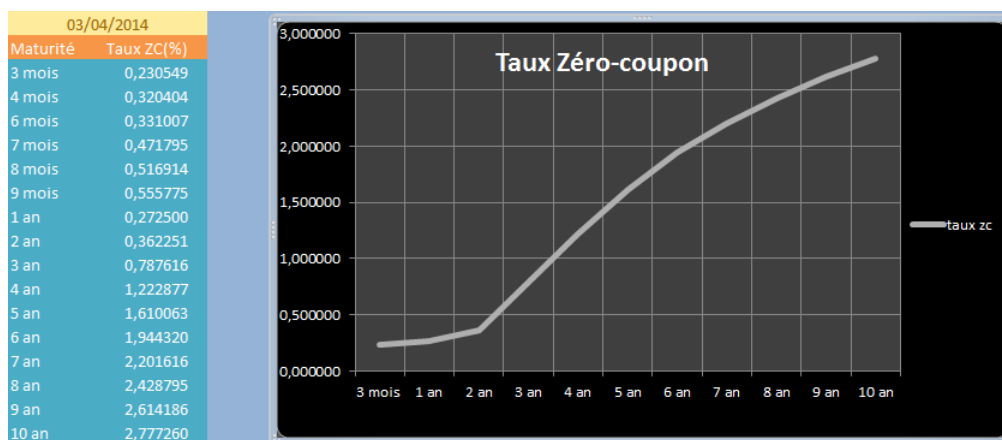 03/04/2014
Maturité Taux ZC(%)
3 mois 0,230549
4 mois 0,320404
6 mois 0,331007
7 mois 0,471795
8 mois 0,516914
9 mois 0,555775
1 an 0,272500
2 an 0,362251
3 an 0,787616
4 an 1,222877
5 an 1,610063
6 an 1,944320
7 an 2,201616
8 an 2,428795
9 an 2,614186
10 an 2,777260
Taux Zéro-coupon
3,000000
2,500000
2,000000
1,500000
1,000000
0,500000
0,000000
3 mois 1 an 2 an 3 an 4 an 5 an 6 an 7 an 8 an 9 an 10 an
taux zc